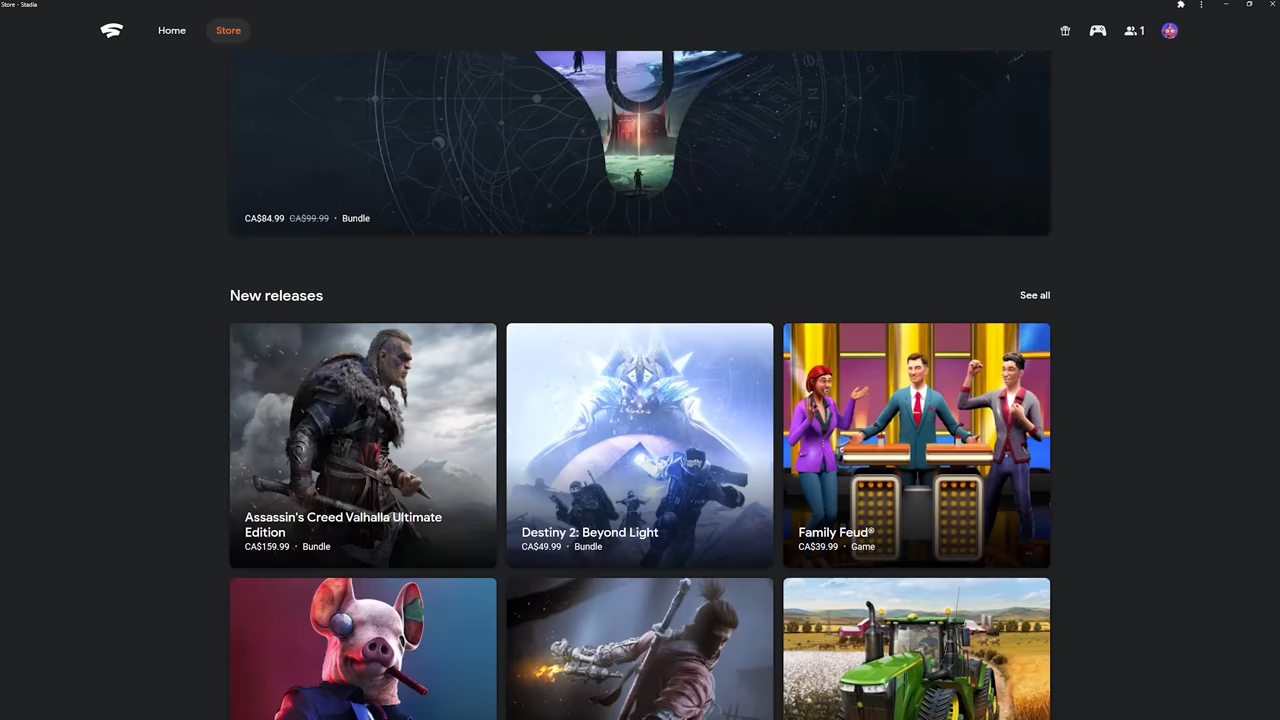 Store - Stadia
Home
Store
1
CA$84.99 CA$99.99 • Bundle
New releases
See all
Assassin's Creed Valhalla Ultimate
Edition
CA$159.99 • Bundle
Destiny 2: Beyond Light
CA$49.99 • Bundle
Family Feud®
CA$39.99 • Game